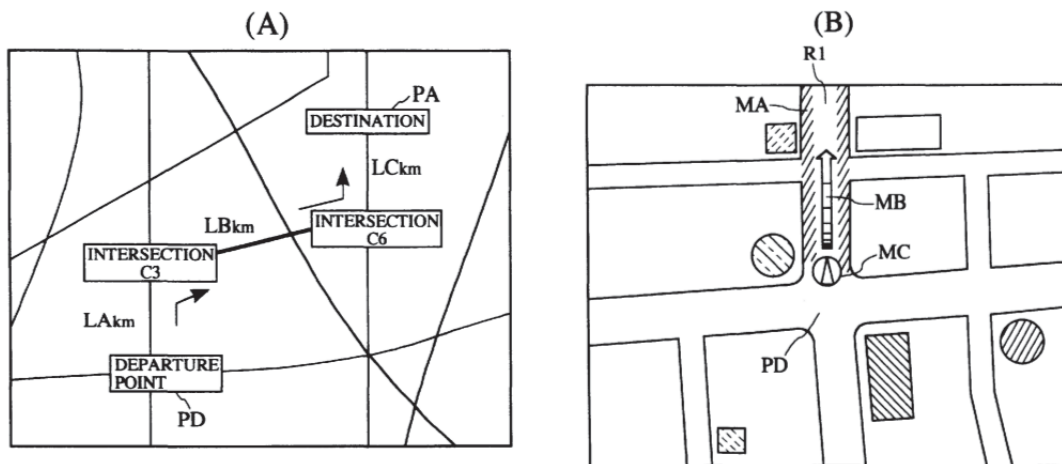 (A)
PA
DESTINATION
LCkm
LBkm
INTERSECTION
C6
INTERSECTION
C3
LAkm
DEPARTURE
POINT
PD
(B)
R1
MA
MB
MC
PD